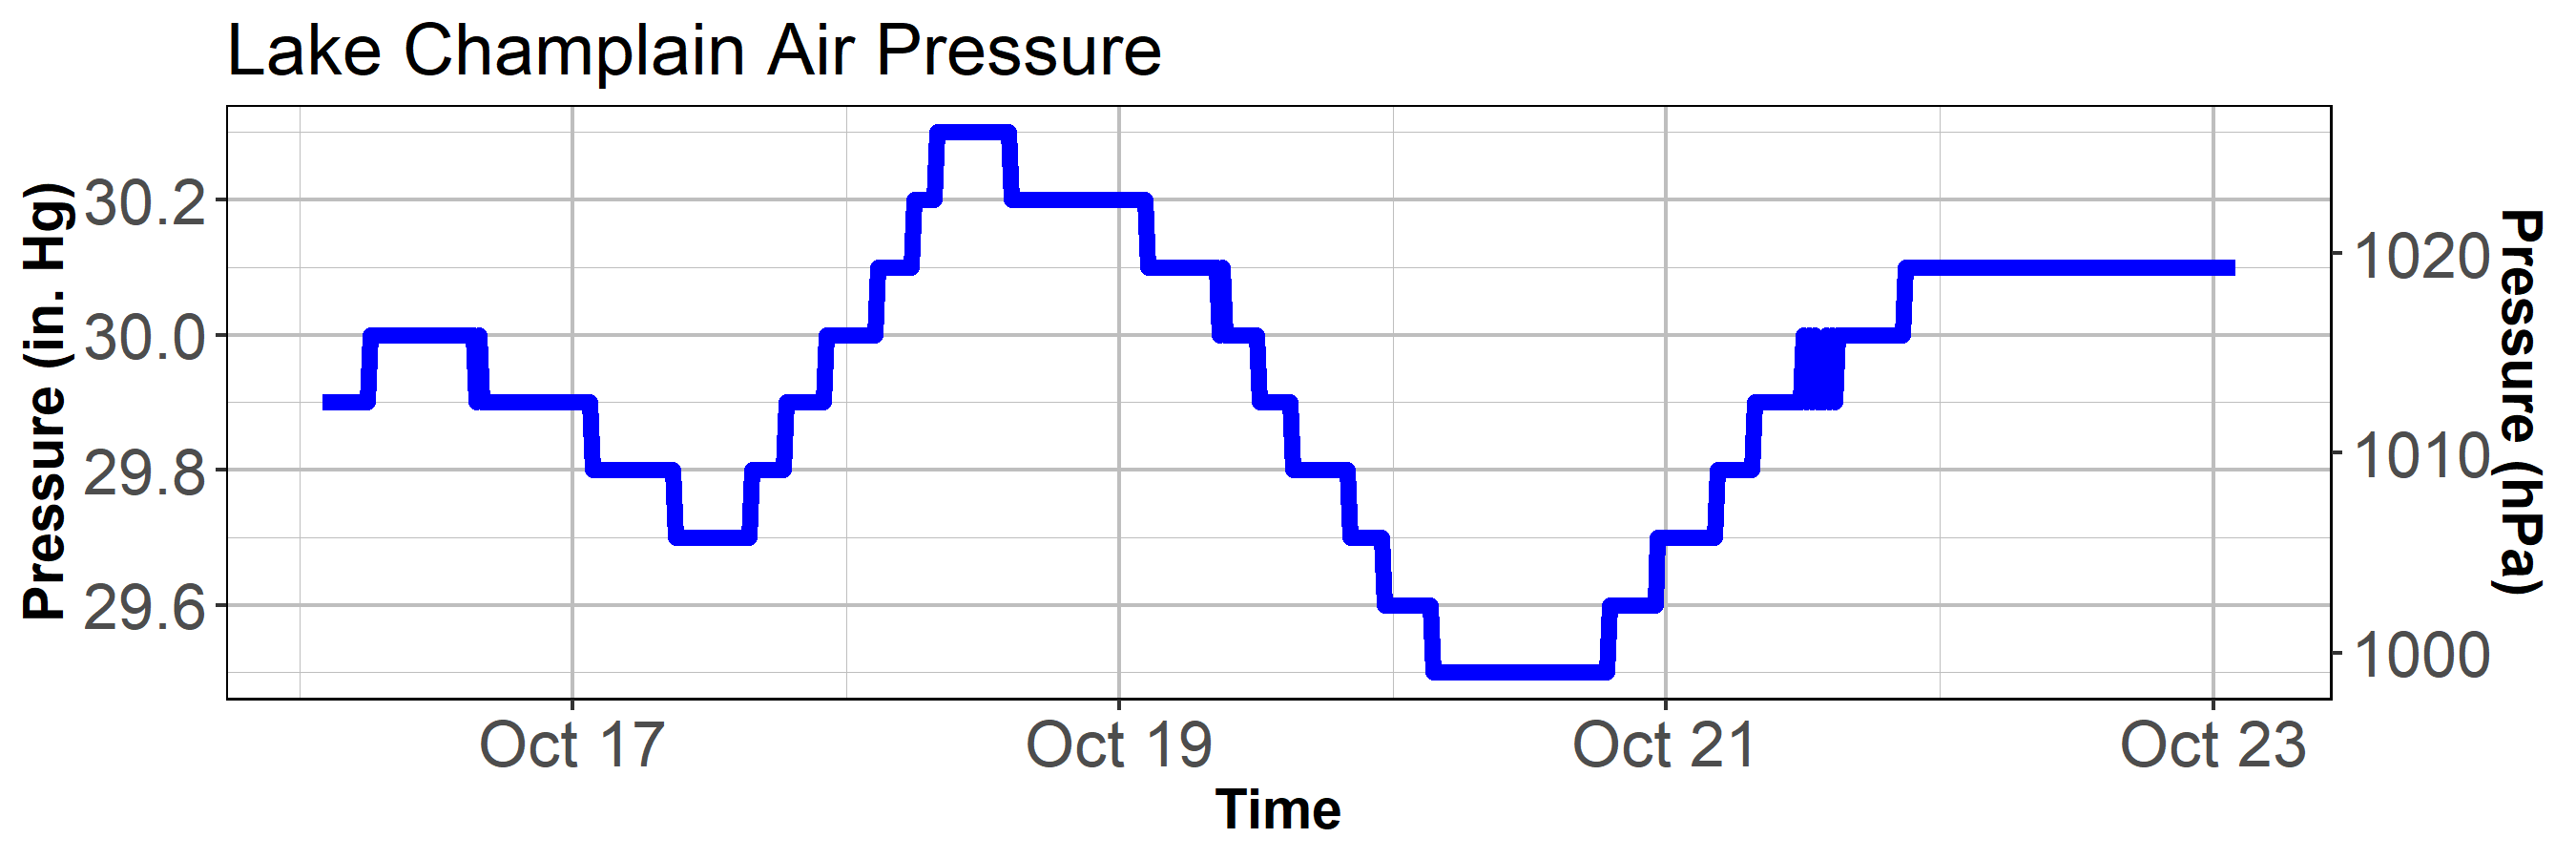 Lake Champlain Air Pressure
Pressure (in. Hg)
30.2
30.0
29.8
29.6
1020
1010
1000
Pressure (hPa)
Oct 17
Oct 19
Oct 21
Oct 23
Time